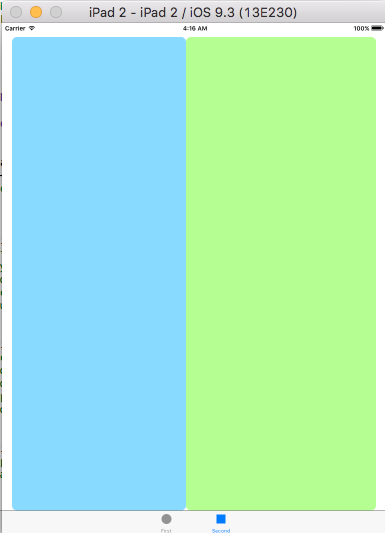 iPad 2 - iPad 2 / iOS 9.3 (13E230)
Carrier 4:16 AM 100%
First Second